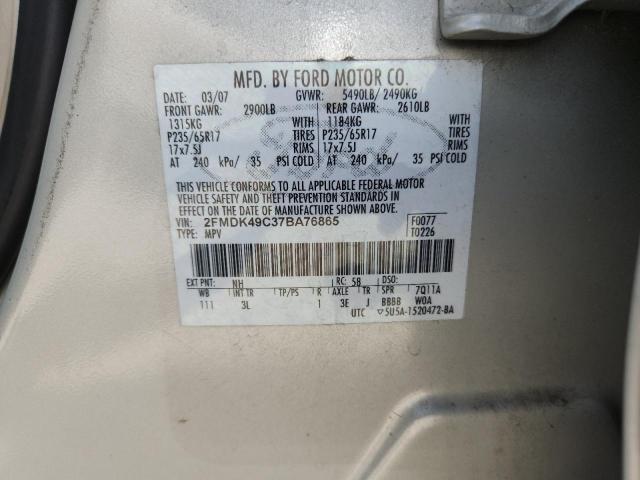 MFD. BY FORD MOTOR CO.
DATE: 03/07 GVWR: 5490LB/ 2490KG
FRONT GAWR: 2900LB REAR GAWR: 2610LB
1315KG WITH 1184KG WITH
P235/65R17 TIRES P235/65R17 TIRES
17x7.5J RIMS 17x7.5J RIMS
AT 240 kPa/ 35 PSI COLD AT 240 kPa/ 35 PSI COLD
THIS VEHICLE CONFORMS TO ALL APPLICABLE FEDERAL MOTOR
VEHICLE SAFETY AND THEFT PREVENTION STANDARDS IN
EFFECT ON THE DATE OF MANUFACTURE SHOWN ABOVE.
VIN: 2FMDK49C37BA76865 F0077
TYPE: MPV T0226
EXT PNT: NH RC: 58 DSO:
WB INT TR TP/PS R AXLE TR SPR 7Q11A
111 3L 1 3E J BBBB W0A
UTC ▽5U5A-1520472-BA
Ford